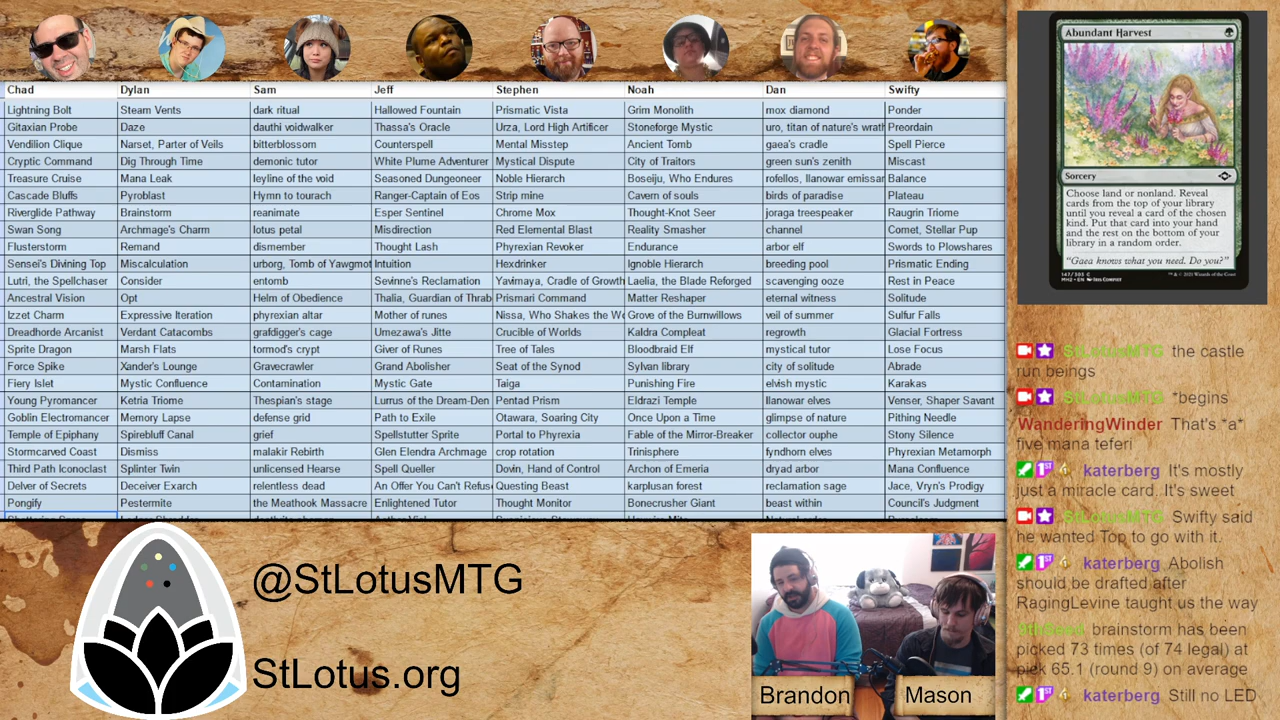 Chad Dylan Sam Jeff Stephen Noah Dan Swifty
Lightning Bolt Steam Vents dark ritual Hallowed Fountain Prismatic Vista Grim Monolith mox diamond Ponder
Gitaxian Probe Daze dauthi voidwalker Thassa's Oracle Urza, Lord High Artificer Stoneforge Mystic uro, titan of nature's wrath Preordain
Vendilion Clique Narset, Parter of Veils bitterblossom Counterspell Mental Misstep Ancient Tomb gaea's cradle Spell Pierce
Cryptic Command Dig Through Time demonic tutor White Plume Adventurer Mystical Dispute City of Traitors green sun's zenith Miscast
Treasure Cruise Mana Leak leyline of the void Seasoned Dungeoneer Noble Hierarch Boseiju, Who Endures rofellos, llanowar emissar Balance
Cascade Bluffs Pyroblast Hymn to tourach Ranger-Captain of Eos Strip mine Cavern of souls birds of paradise Plateau
Riverglide Pathway Brainstorm reanimate Esper Sentinel Chrome Mox Thought-Knot Seer joraga treespeaker Raugrin Triome
Swan Song Archmage's Charm lotus petal Misdirection Red Elemental Blast Reality Smasher channel Comet, Stellar Pup
Flusterstorm Remand dismember Thought Lash Phyrexian Revoker Endurance arbor elf Swords to Plowshares
Sensei's Divining Top Miscalculation urborg, Tomb of Yawgmot Intuition Hexdrinker Ignoble Hierarch breeding pool Prismatic Ending
Lutri, the Spellchaser Consider entomb Sevinne's Reclamation Yavimaya, Cradle of Growth Laelia, the Blade Reforged scavenging ooze Rest in Peace
Ancestral Vision Opt Helm of Obedience Thalia, Guardian of Thrab Prismari Command Matter Reshaper eternal witness Solitude
Izzet Charm Expressive Iteration phyrexian altar Mother of runes Nissa, Who Shakes the Wo Grove of the Burnwillows veil of summer Sulfur Falls
Dreadhorde Arcanist Verdant Catacombs grafdigger's cage Umezawa's Jitte Crucible of Worlds Kaldra Compleat regrowth Glacial Fortress
Sprite Dragon Marsh Flats tormod's crypt Giver of Runes Tree of Tales Bloodbraid Elf mystical tutor Lose Focus
Force Spike Xander's Lounge Gravecrawler Grand Abolisher Seat of the Synod Sylvan library city of solitude Abrade
Fiery Islet Mystic Confluence Contamination Mystic Gate Taiga Punishing Fire elvish mystic Karakas
Young Pyromancer Ketria Triome Thespian's stage Lurrus of the Dream-Den Pentad Prism Eldrazi Temple llanowar elves Venser, Shaper Savant
Goblin Electromancer Memory Lapse defense grid Path to Exile Otawara, Soaring City Once Upon a Time glimpse of nature Pithing Needle
Temple of Epiphany Spirebluff Canal grief Spellstutter Sprite Portal to Phyrexia Fable of the Mirror-Breaker collector ouphe Stony Silence
Stormcarved Coast Dismiss malakir Rebirth Glen Elendra Archmage crop rotation Trinisphere fyndhorn elves Phyrexian Metamorph
Third Path Iconoclast Splinter Twin unlicensed Hearse Spell Queller Dovin, Hand of Control Archon of Emeria dryad arbor Mana Confluence
Delver of Secrets Deceiver Exarch relentless dead An Offer You Can't Refus Questing Beast karplusan forest reclamation sage Jace, Vryn's Prodigy
Pongify Pestermite the Meathook Massacre Enlightened Tutor Thought Monitor Bonecrusher Giant beast within Council's Judgment
Abundant Harvest
Sorcery
Choose land or nonland. Reveal
cards from the top of your library
until you reveal a card of the chosen
kind. Put that card into your hand
and the rest on the bottom of your
library in a random order.
"Gaea knows what you need. Do you?"
StLotusMTG the castle
run beings
StLotusMTG *begins
WanderingWinder That's *a*
five mana teferi
katerberg It's mostly
just a miracle card. It's sweet
StLotusMTG Swifty said
he wanted Top to go with it.
katerberg Abolish
should be drafted after
RagingLevine taught us the way
brainstorm has been
picked 73 times (of 74 legal) at
pick 65.1 (round 9) on average
katerberg Still no LED
@StLotusMTG
StLotus.org
Brandon Mason